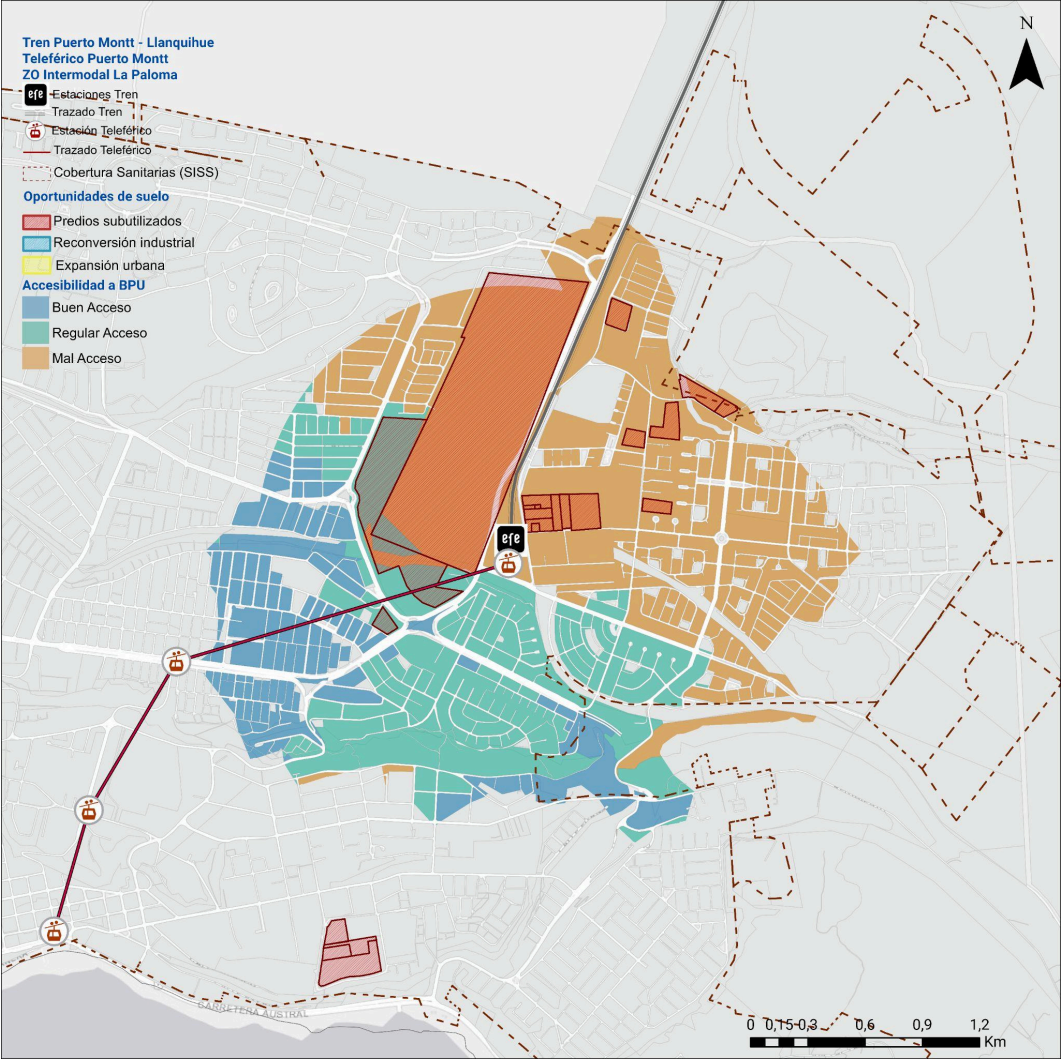 Tren Puerto Montt - Llanquihue
Teleférico Puerto Montt
ZO Intermodal La Paloma
efe Estaciones Tren
Trazado Tren
Estación Teleférico
Trazado Teleférico
Cobertura Sanitarias (SISS)
Oportunidades de suelo
Predios subutilizados
Reconversión industrial
Expansión urbana
Accesibilidad a BPU
Buen Acceso
Regular Acceso
Mal Acceso
N
efe
CARRETERA AUSTRAL
0 0,15 0,3 0,6 0,9 1,2
Km